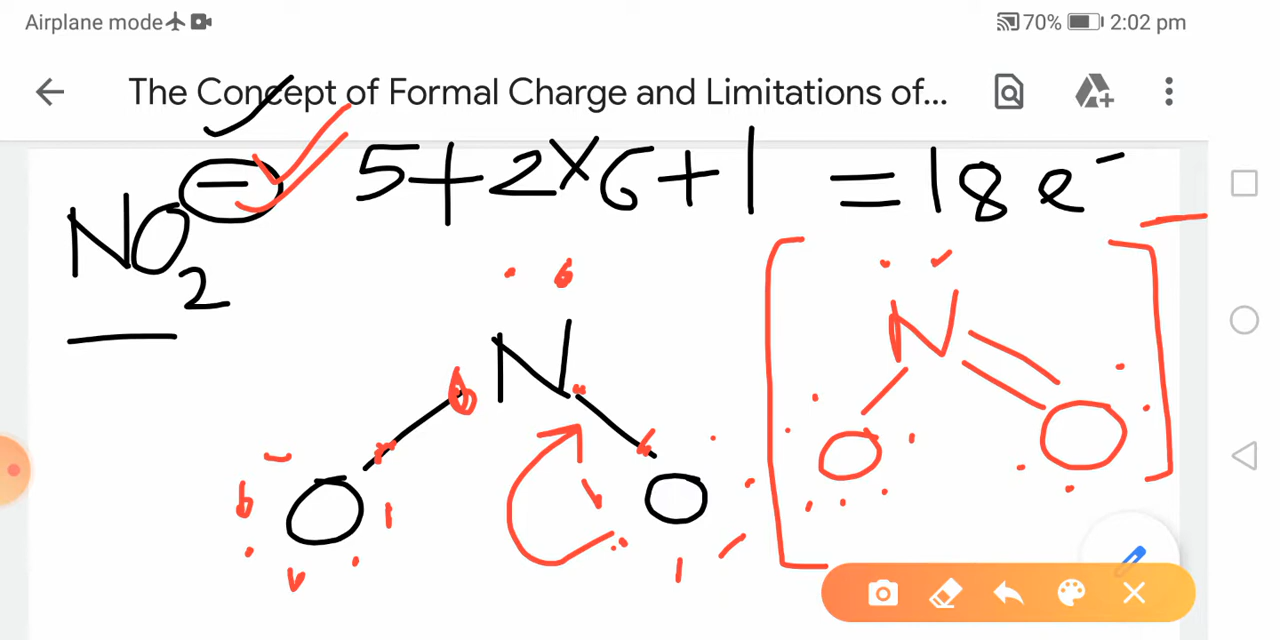 Airplane mode 70% 2:02 pm
The Concept of Formal Charge and Limitations of...
NO2− 5+2×6+1 = 18e−
N
O O
N
O O